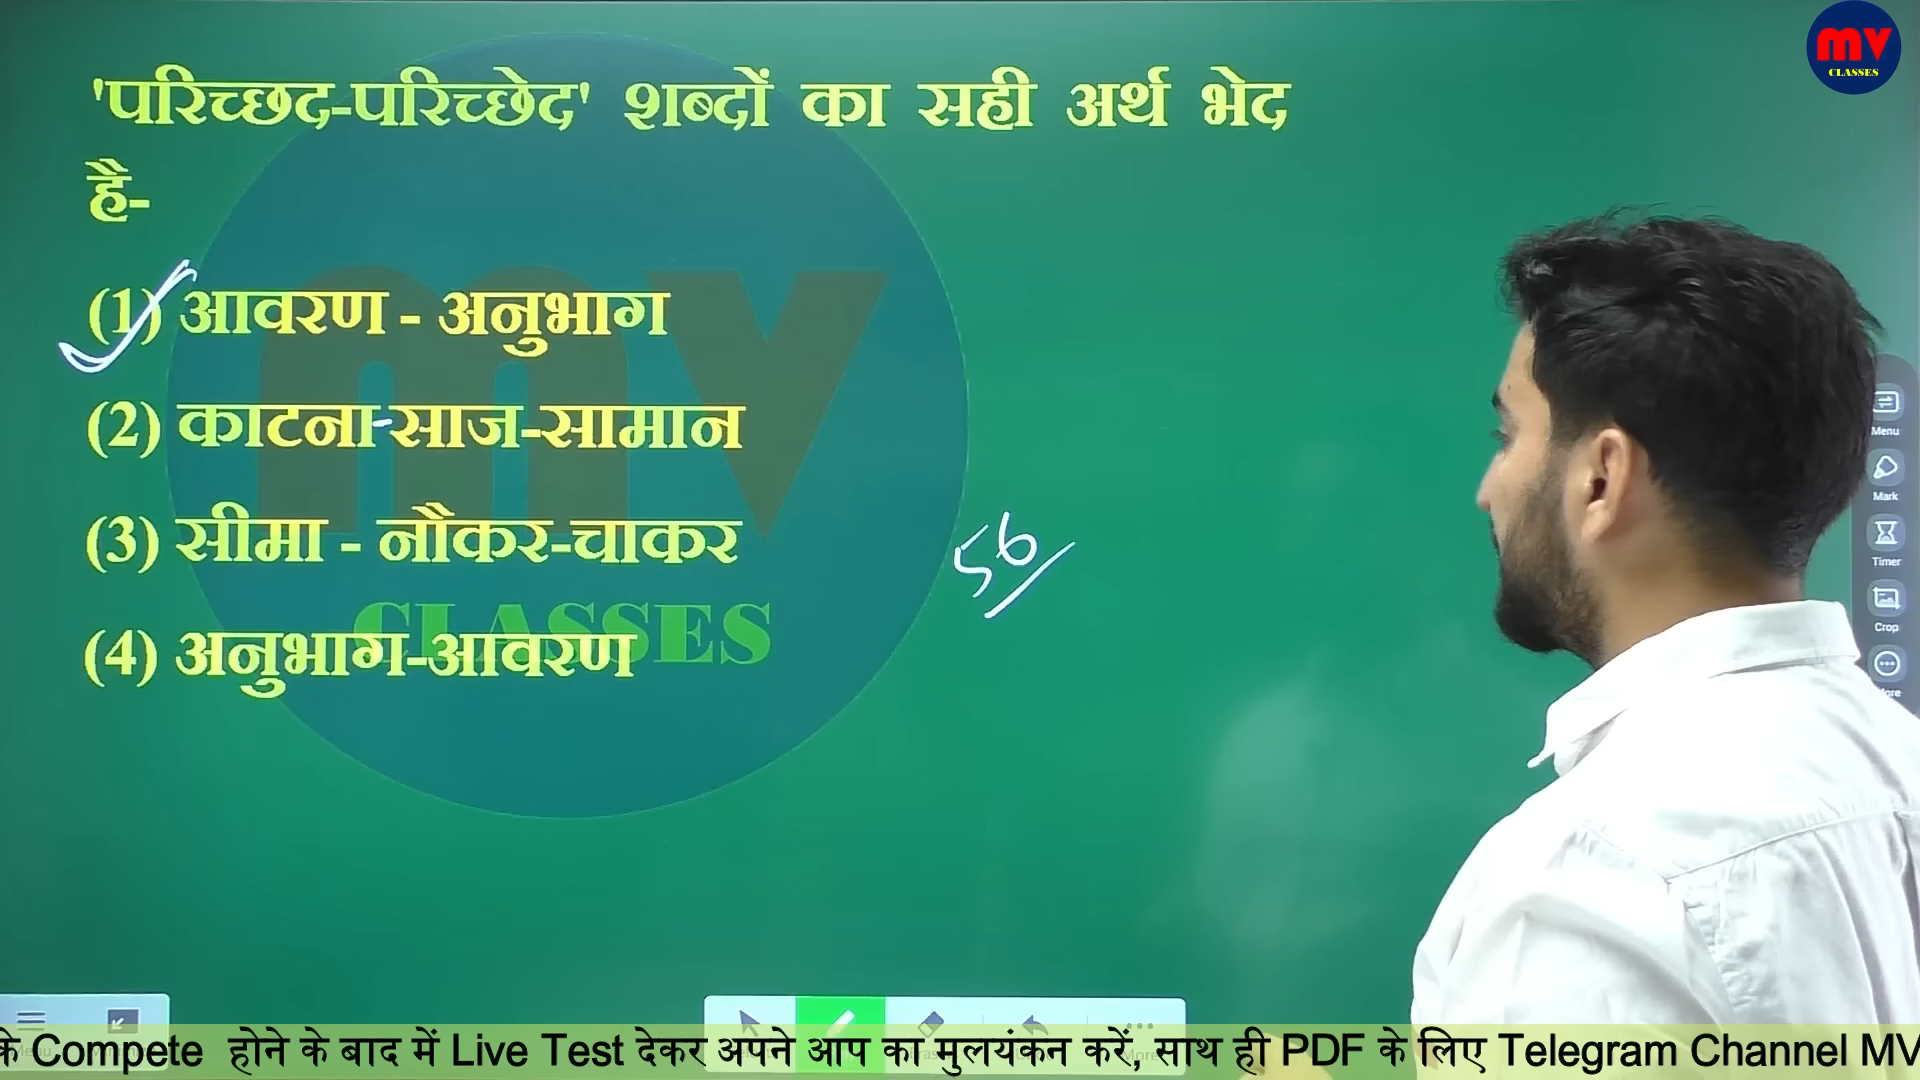 mv
CLASSES
'परिच्छद-परिच्छेद' शब्दों का सही अर्थ भेद
है-
(1) आवरण - अनुभाग
(2) काटना-साज-सामान
(3) सीमा - नौकर-चाकर
(4) अनुभाग-आवरण
mv
CLASSES
56
Menu
Mark
Timer
Crop
के Compete होने के बाद में Live Test देकर अपने आप का मुलयंकन करें, साथ ही PDF के लिए Telegram Channel MV